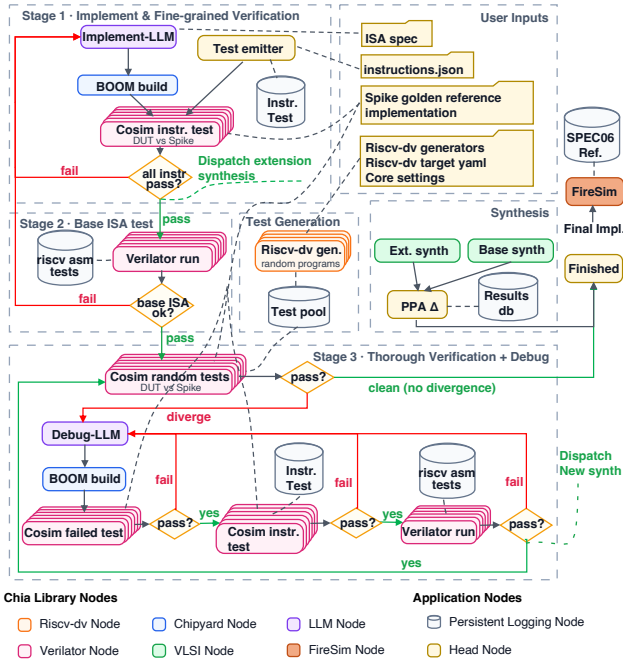 Stage 1 · Implement & Fine-grained Verification
User Inputs
Implement-LLM
Test emitter
ISA spec
instructions.json
BOOM build
Instr.
Test
Spike golden reference
implementation
Cosim instr. test
DUT vs Spike
SPEC06
Ref.
Riscv-dv generators
Riscv-dv target yaml
Core settings
fail
all instr
pass?
Dispatch extension
synthesis
FireSim
pass
Stage 2 · Base ISA test
Test Generation
Synthesis
Final Impl.
riscv asm
tests
Verilator run
Riscv-dv gen.
random programs
Ext. synth
Base synth
Finished
fail
base ISA
ok?
Test pool
PPA Δ
Results
db
pass
Stage 3 · Thorough Verification + Debug
Cosim random tests
DUT vs Spike
pass?
clean (no divergence)
diverge
Debug-LLM
BOOM build
fail
Instr.
Test
fail
riscv asm
tests
fail
Dispatch
New synth
Cosim failed test
pass?
yes
Cosim instr.
test
pass?
yes
Verilator run
pass?
yes
Chia Library Nodes
Application Nodes
Riscv-dv Node
Chipyard Node
LLM Node
Persistent Logging Node
Verilator Node
VLSI Node
FireSim Node
Head Node